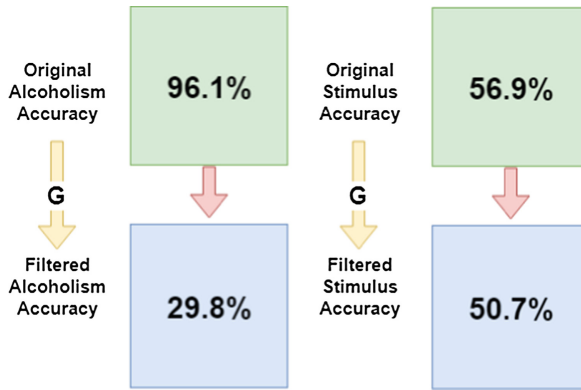 Original
Alcoholism
Accuracy
96.1%
G
Filtered
Alcoholism
Accuracy
29.8%
Original
Stimulus
Accuracy
56.9%
G
Filtered
Stimulus
Accuracy
50.7%